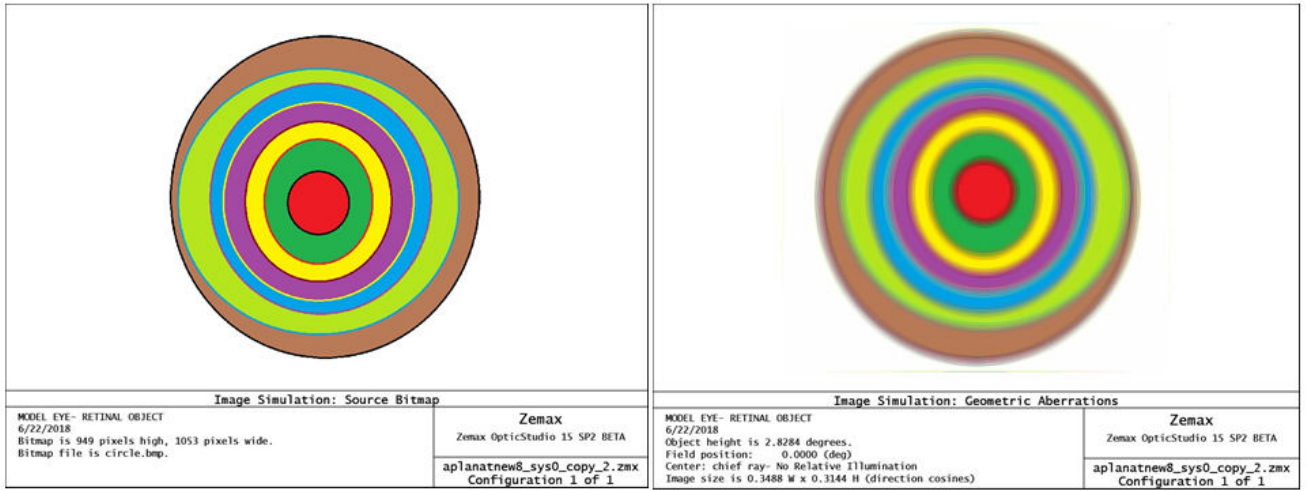 Image Simulation: Source Bitmap
MODEL EYE- RETINAL OBJECT
6/22/2018
Bitmap is 949 pixels high, 1053 pixels wide.
Bitmap file is circle.bmp.
Zemax
Zemax OpticStudio 15 SP2 BETA
aplanatnew8_sys0_copy_2.zmx
Configuration 1 of 1
Image Simulation: Geometric Aberrations
MODEL EYE- RETINAL OBJECT
6/22/2018
Object height is 2.8284 degrees.
Field position: 0.0000 (deg)
Center: chief ray- No Relative Illumination
Image size is 0.3488 W x 0.3144 H (direction cosines)
Zemax
Zemax OpticStudio 15 SP2 BETA
aplanatnew8_sys0_copy_2.zmx
Configuration 1 of 1